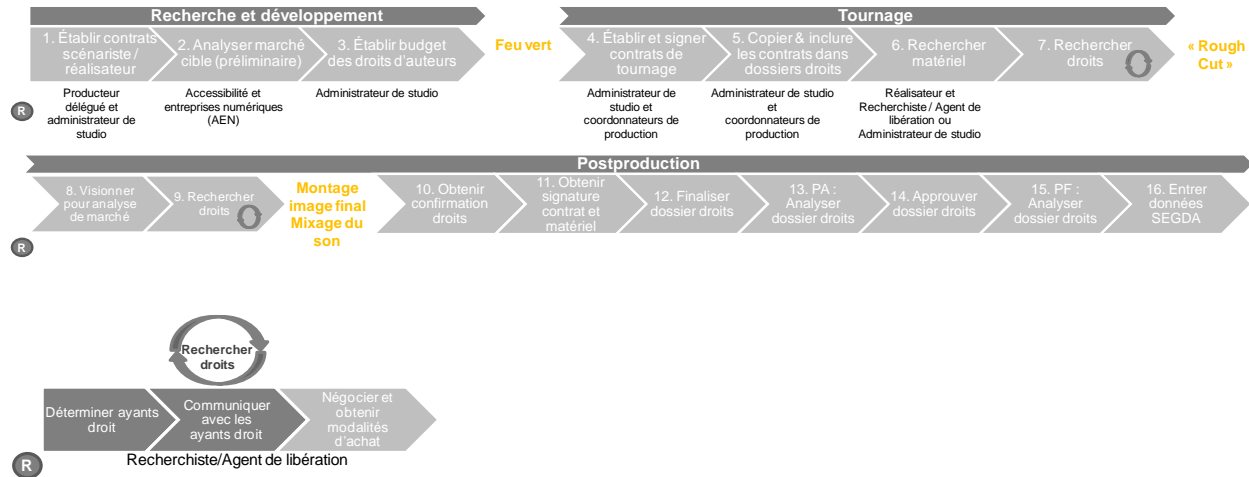 Recherche et développement
Tournage
1. Établir contrats
scénariste /
réalisateur
2. Analyser marché
cible (préliminaire)
3. Établir budget
des droits d'auteurs
Feu vert
4. Établir et signer
contrats de
tournage
5. Copier & inclure
les contrats dans
dossiers droits
6. Rechercher
matériel
7. Rechercher
droits
« Rough
Cut »
R
Producteur
délégué et
administrateur de
studio
Accessibilité et
entreprises numériques
(AEN)
Administrateur de studio
Administrateur de
studio et
coordonnateurs de
production
Administrateur de studio
et
coordonnateurs de
production
Réalisateur et
Recherchiste / Agent de
libération ou
Administrateur de studio
Postproduction
8. Visionner
pour analyse
de marché
9. Rechercher
droits
Montage
image final
Mixage du
son
10. Obtenir
confirmation
droits
11. Obtenir
signature
contrat et
matériel
12. Finaliser
dossier droits
13. PA :
Analyser
dossier droits
14. Approuver
dossier droits
15. PF :
Analyser
dossier droits
16. Entrer
données
SEGDA
R
Rechercher
droits
Déterminer ayants
droit
Communiquer
avec les
ayants droit
Négocier et
obtenir
modalités
d'achat
R
Recherchiste/Agent de libération